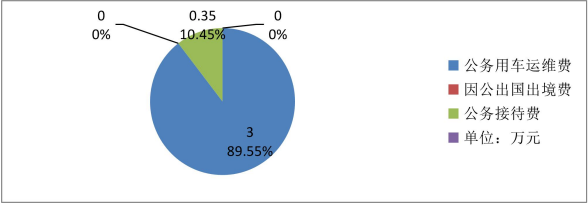 0
0%
0.35
10.45%
0
0%
3
89.55%
公务用车运维费
因公出国出境费
公务接待费
单位：万元